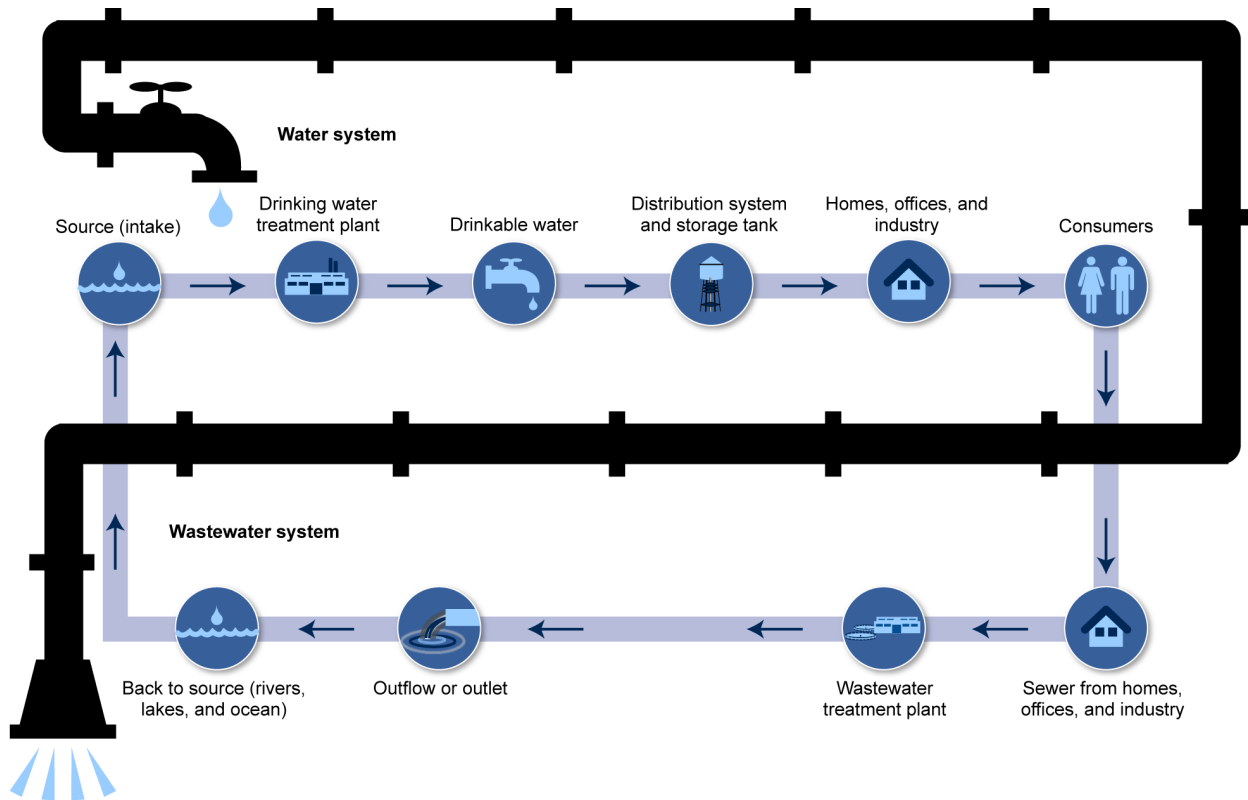 Water system
Source (intake)
Drinking water
treatment plant
Drinkable water
Distribution system
and storage tank
Homes, offices, and
industry
Consumers
Wastewater system
Back to source (rivers,
lakes, and ocean)
Outflow or outlet
Wastewater
treatment plant
Sewer from homes,
offices, and industry